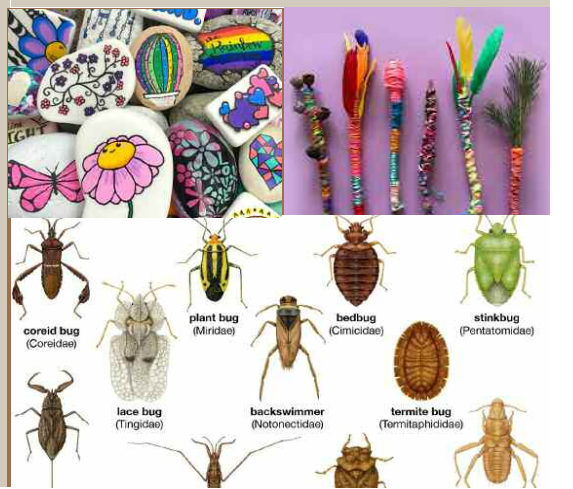 Rainbow
IGHT
plant bug
(Miridae)
bedbug
(Cimicidae)
stinkbug
(Pentatomidae)
coreid bug
(Coreidae)
lace bug
(Tingidae)
backswimmer
(Notonectidae)
termite bug
(Termitaphididae)